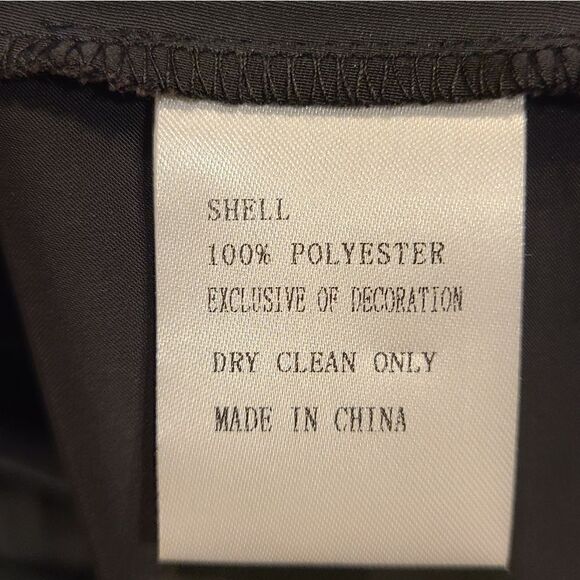 SHELL
100% POLYESTER
EXCLUSIVE OF DECORATION
DRY CLEAN ONLY
MADE IN CHINA